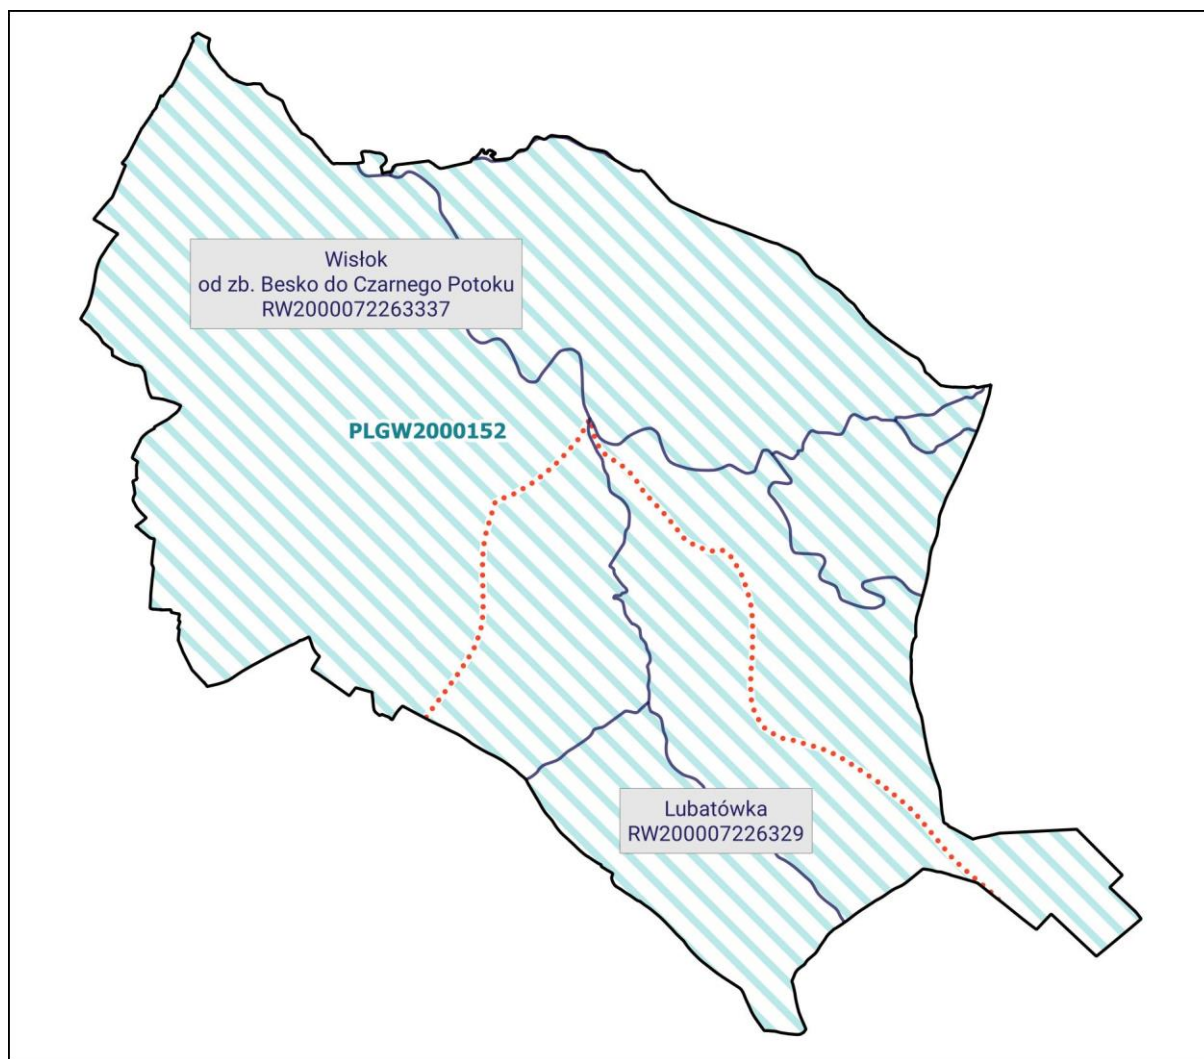 Wisłok
od zb. Besko do Czarnego Potoku
RW2000072263337
PLGW2000152
Lubatówka
RW200007226329